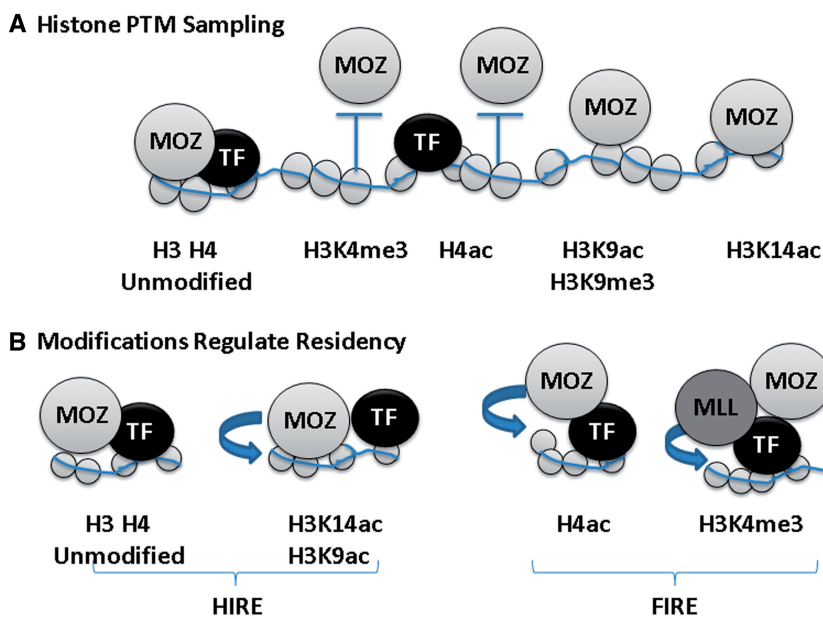 A Histone PTM Sampling
MOZ MOZ
MOZ TF TF MOZ MOZ
H3 H4 H3K4me3 H4ac H3K9ac H3K14ac
Unmodified H3K9me3
B Modifications Regulate Residency
MOZ TF MOZ TF MOZ TF MLL MOZ TF
H3 H4 H3K14ac H4ac H3K4me3
Unmodified H3K9ac
HIRE FIRE